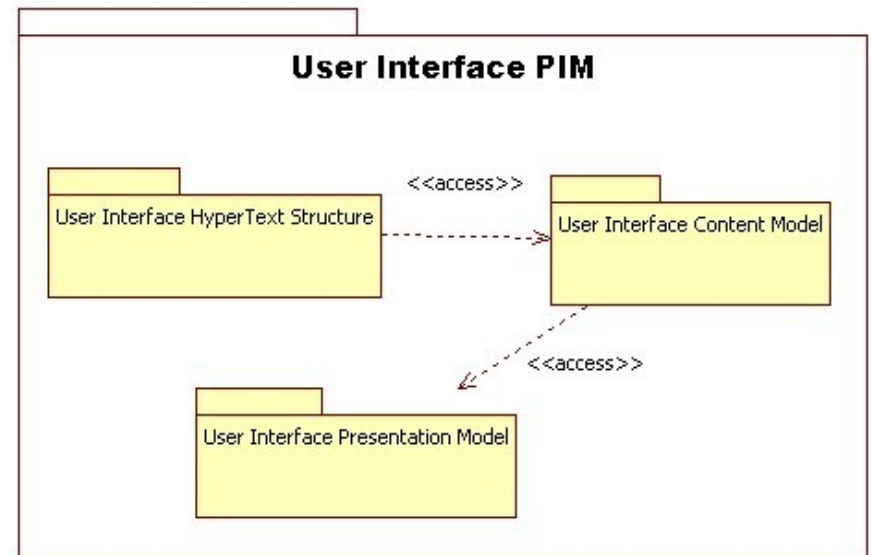 User Interface PIM
<<access>>
User Interface HyperText Structure
User Interface Content Model
<<access>>
User Interface Presentation Model